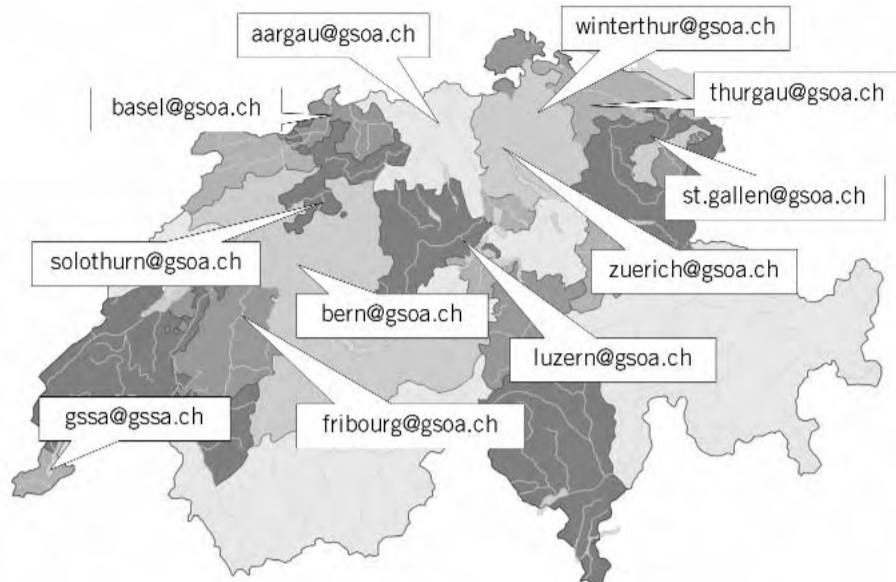 aargau@gsoa.ch
winterthur@gsoa.ch
basel@gsoa.ch
thurgau@gsoa.ch
st.gallen@gsoa.ch
solothurn@gsoa.ch
zuerich@gsoa.ch
bern@gsoa.ch
luzern@gsoa.ch
gssa@gssa.ch
fribourg@gsoa.ch